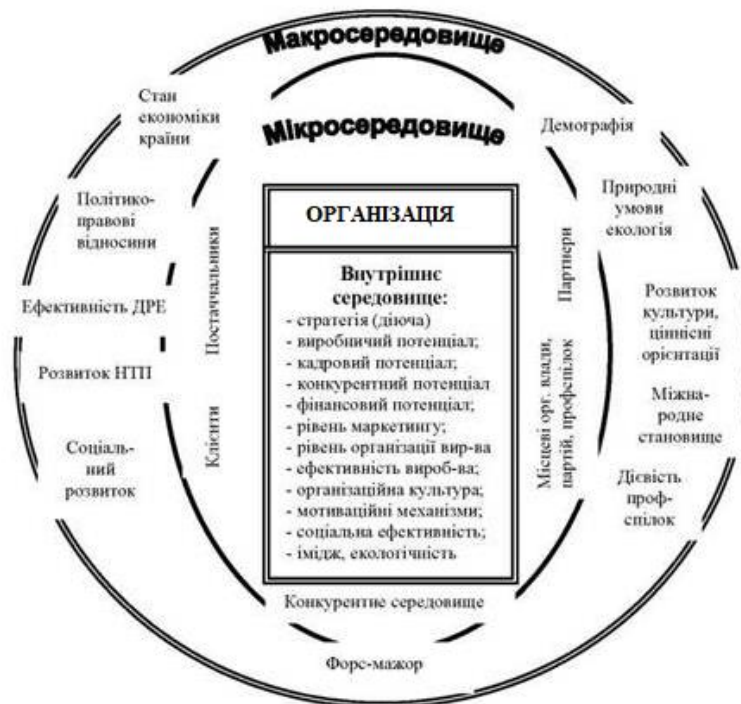 Макросередовище
Стан
економіки
країни
Мікросередовище
Демографія
Політико-
правові
відносини
Природні
умови
екологія
ОРГАНІЗАЦІЯ
Постаччальники
Партнери
Внутрішнє
середовище:
- стратегія (діюча)
- виробничий потенціал;
- кадровий потенціал;
- конкурентний потенціал
- фінансовий потенціал;
- рівень маркетингу;
- рівень організації вир-ва
- ефективність вироб-ва;
- організаційна культура;
- мотиваційні механізми;
- соціальна ефективність;
- імідж, екологічність
Ефективність ДРЕ
Розвиток
культури,
ціннісні
орієнтації
Розвиток НТП
Клієнти
Місцеві орг. влади,
партій, профспілок
Міжна-
родне
становище
Соціаль-
ний
розвиток
Дієвість
проф-
спілок
Конкурентне середовище
Форс-мажор